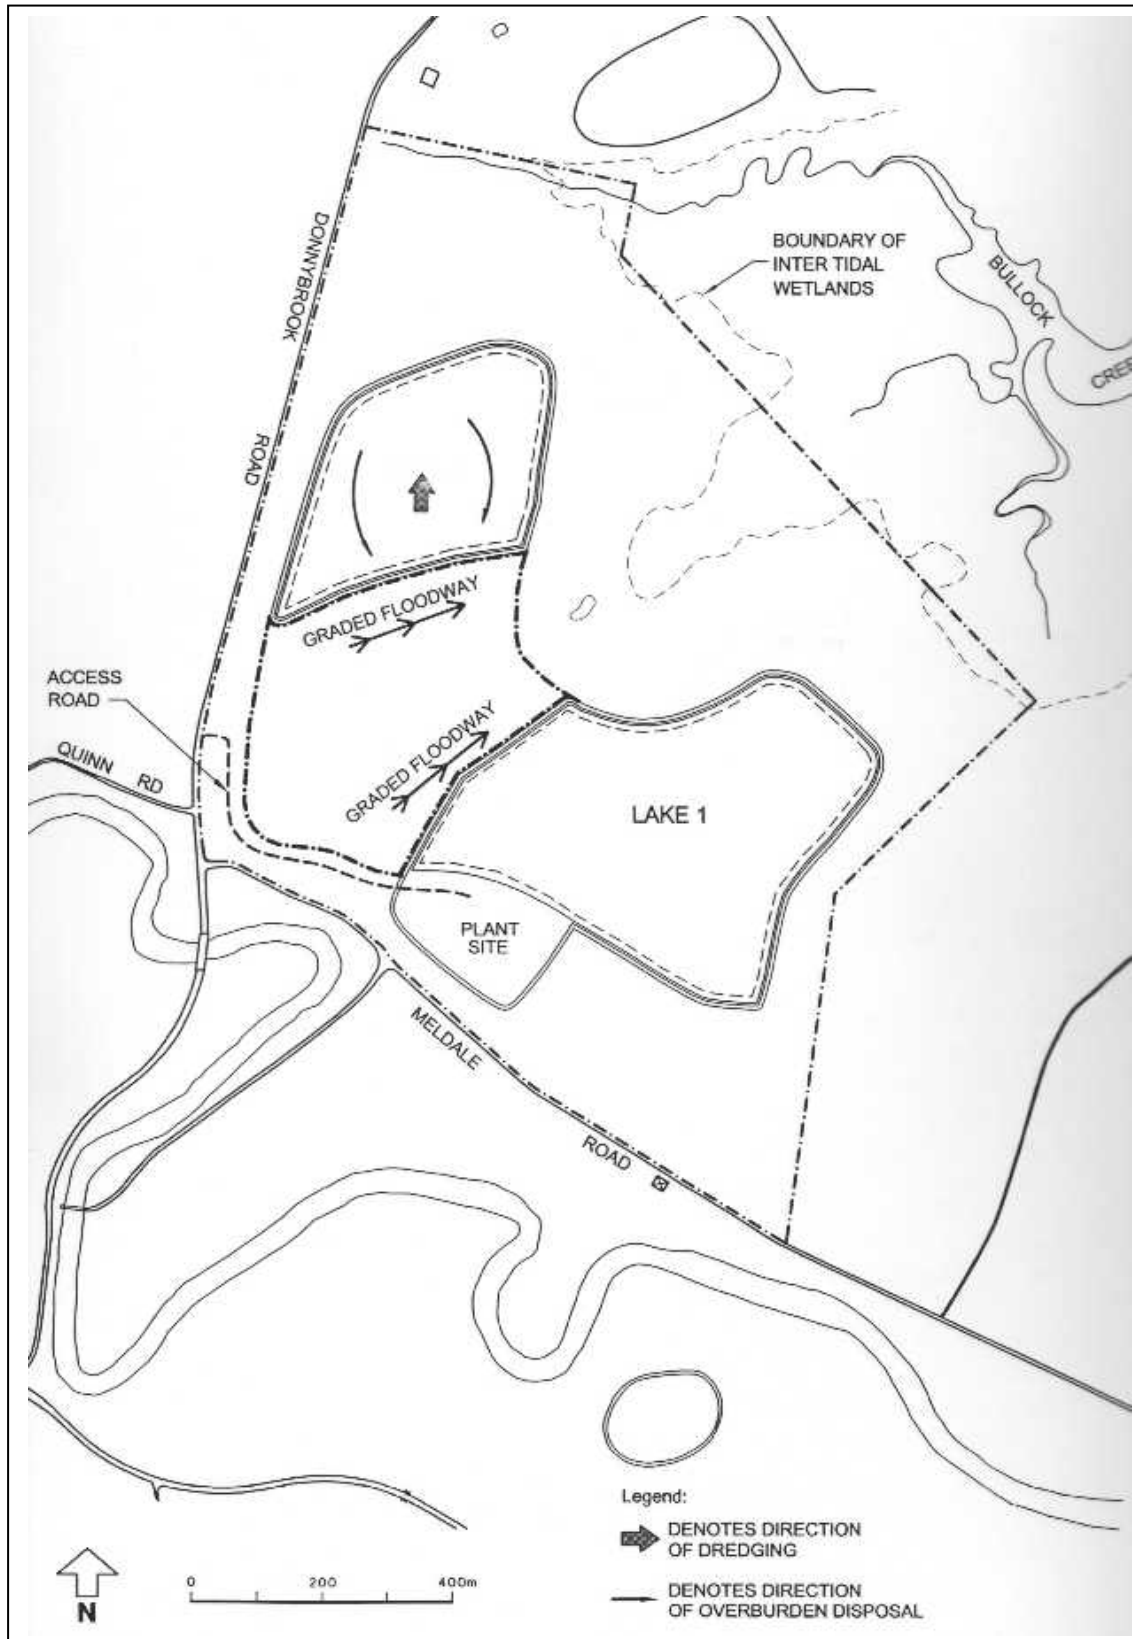 DONNYBROOK
ROAD
BOUNDARY OF
INTER TIDAL
WETLANDS
BULLOCK
GRADED FLOODWAY
ACCESS
ROAD
QUINN RD
GRADED FLOODWAY
LAKE 1
PLANT
SITE
MELDALE
ROAD
Legend:
DENOTES DIRECTION
OF DREDGING
DENOTES DIRECTION
OF OVERBURDEN DISPOSAL
N
0 200 400m